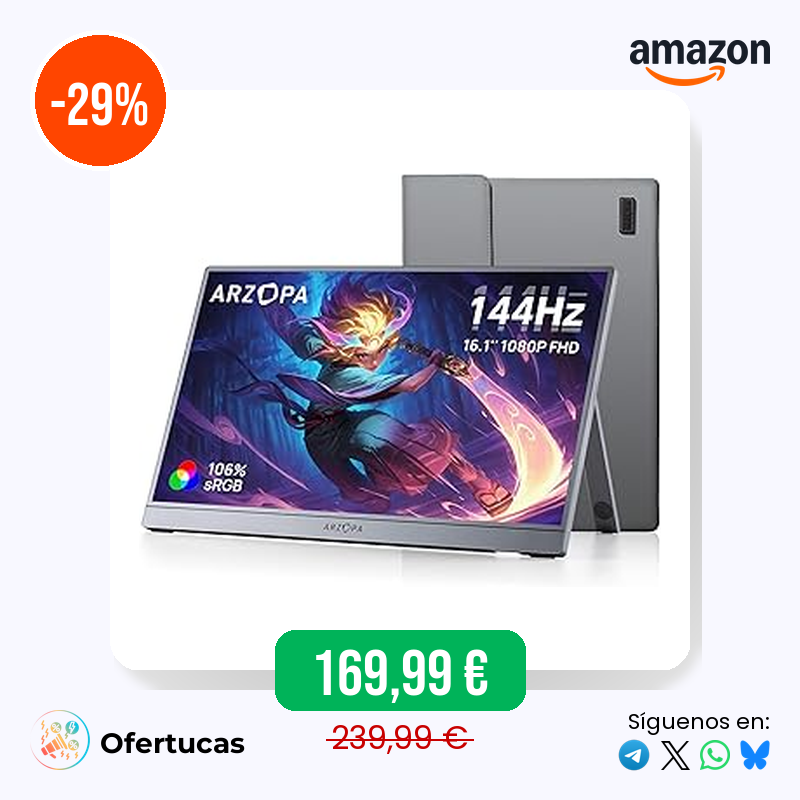 -29%
amazon
ARZOPA
144Hz
16.1" 1080P FHD
106%
sRGB
ARZOPA
169,99 €
239,99 €
Ofertucas
Síguenos en: